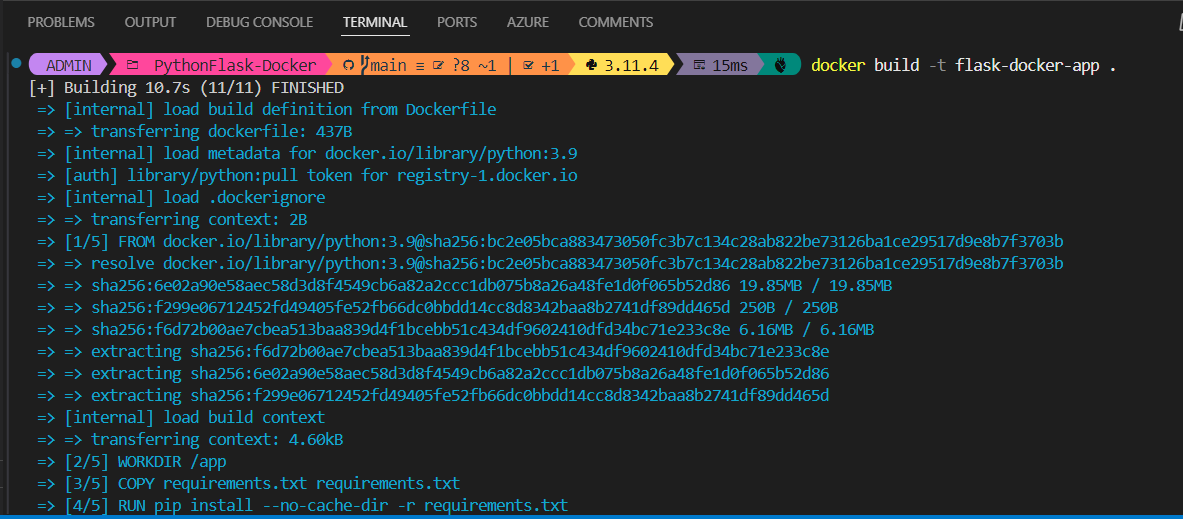 PROBLEMS OUTPUT DEBUG CONSOLE TERMINAL PORTS AZURE COMMENTS
ADMIN PythonFlask-Docker main ≡ ?8 ~1 | +1 3.11.4 15ms docker build -t flask-docker-app .
[+] Building 10.7s (11/11) FINISHED
=> [internal] load build definition from Dockerfile
=> => transferring dockerfile: 437B
=> [internal] load metadata for docker.io/library/python:3.9
=> [auth] library/python:pull token for registry-1.docker.io
=> [internal] load .dockerignore
=> => transferring context: 2B
=> [1/5] FROM docker.io/library/python:3.9@sha256:bc2e05bca883473050fc3b7c134c28ab822be73126ba1ce29517d9e8b7f3703b
=> => resolve docker.io/library/python:3.9@sha256:bc2e05bca883473050fc3b7c134c28ab822be73126ba1ce29517d9e8b7f3703b
=> => sha256:6e02a90e58aec58d3d8f4549cb6a82a2ccc1db075b8a26a48fe1d0f065b52d86 19.85MB / 19.85MB
=> => sha256:f299e06712452fd49405fe52fb66dc0bbdd14cc8d8342baa8b2741df89dd465d 250B / 250B
=> => sha256:f6d72b00ae7cbea513baa839d4f1bcebb51c434df9602410dfd34bc71e233c8e 6.16MB / 6.16MB
=> => extracting sha256:f6d72b00ae7cbea513baa839d4f1bcebb51c434df9602410dfd34bc71e233c8e
=> => extracting sha256:6e02a90e58aec58d3d8f4549cb6a82a2ccc1db075b8a26a48fe1d0f065b52d86
=> => extracting sha256:f299e06712452fd49405fe52fb66dc0bbdd14cc8d8342baa8b2741df89dd465d
=> [internal] load build context
=> => transferring context: 4.60kB
=> [2/5] WORKDIR /app
=> [3/5] COPY requirements.txt requirements.txt
=> [4/5] RUN pip install --no-cache-dir -r requirements.txt